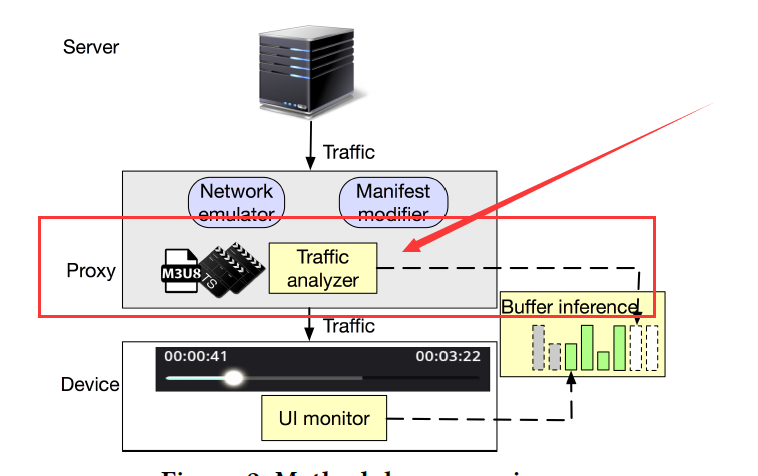 Server
Traffic
Network
emulator
Manifest
modifier
Proxy
M3U8
TS
Traffic
analyzer
Buffer inference
Traffic
00:00:41
00:03:22
Device
UI monitor